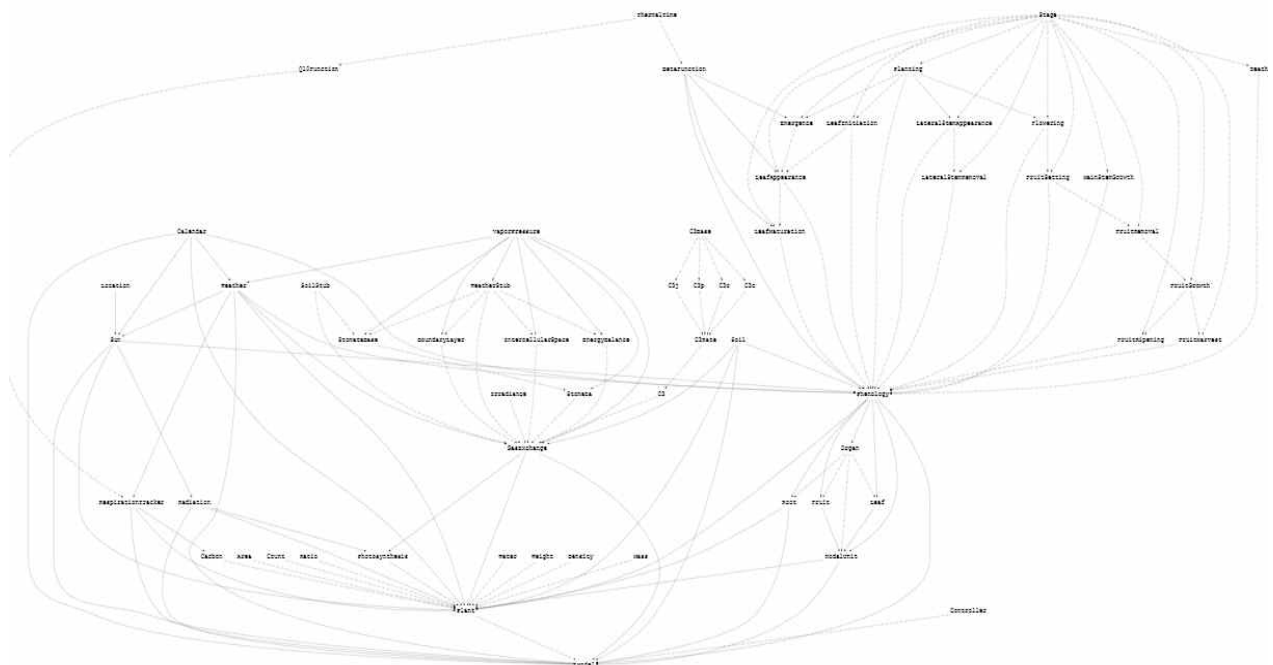 ThermalTime
Stage
Q10Function
BetaFunction
Planting
Death
Emergence
LeafInitiation
LateralStemAppearance
Flowering
LeafAppearance
LateralStemRemoval
FruitSetting
MainStemGrowth
Calendar
VaporPressure
C3Base
LeafMaturation
FruitRemoval
Location
Weather
SoilStub
WeatherStub
C3j
C3p
C3c
FruitGrowth
Sun
StomataBase
BoundaryLayer
IntercellularSpace
EnergyBalance
Soil
FruitRipening
FruitHarvest
Irradiance
Stomata
C3
Phenology
GasExchange
Organ
RespirationTracker
Radiation
Root
Fruit
Leaf
Carbon
Area
Count
Ratio
Photosynthesis
Water
Weight
Density
Mass
NodalUnit
Plant
Controller